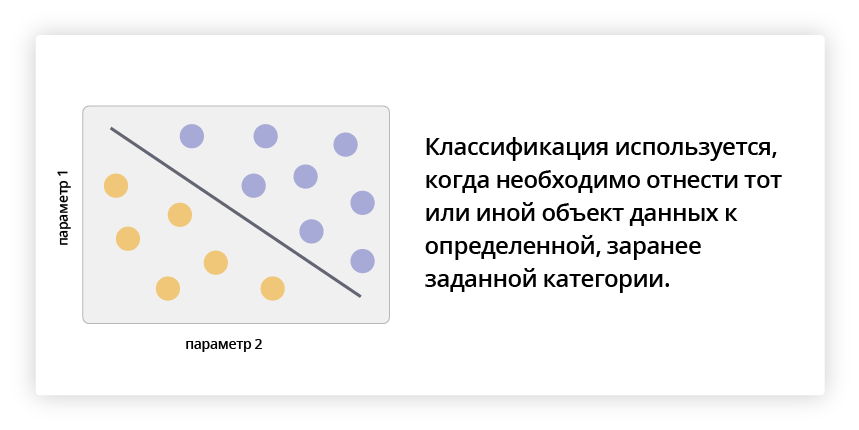 параметр 1
параметр 2
Классификация используется,
когда необходимо отнести тот
или иной объект данных к
определенной, заранее
заданной категории.